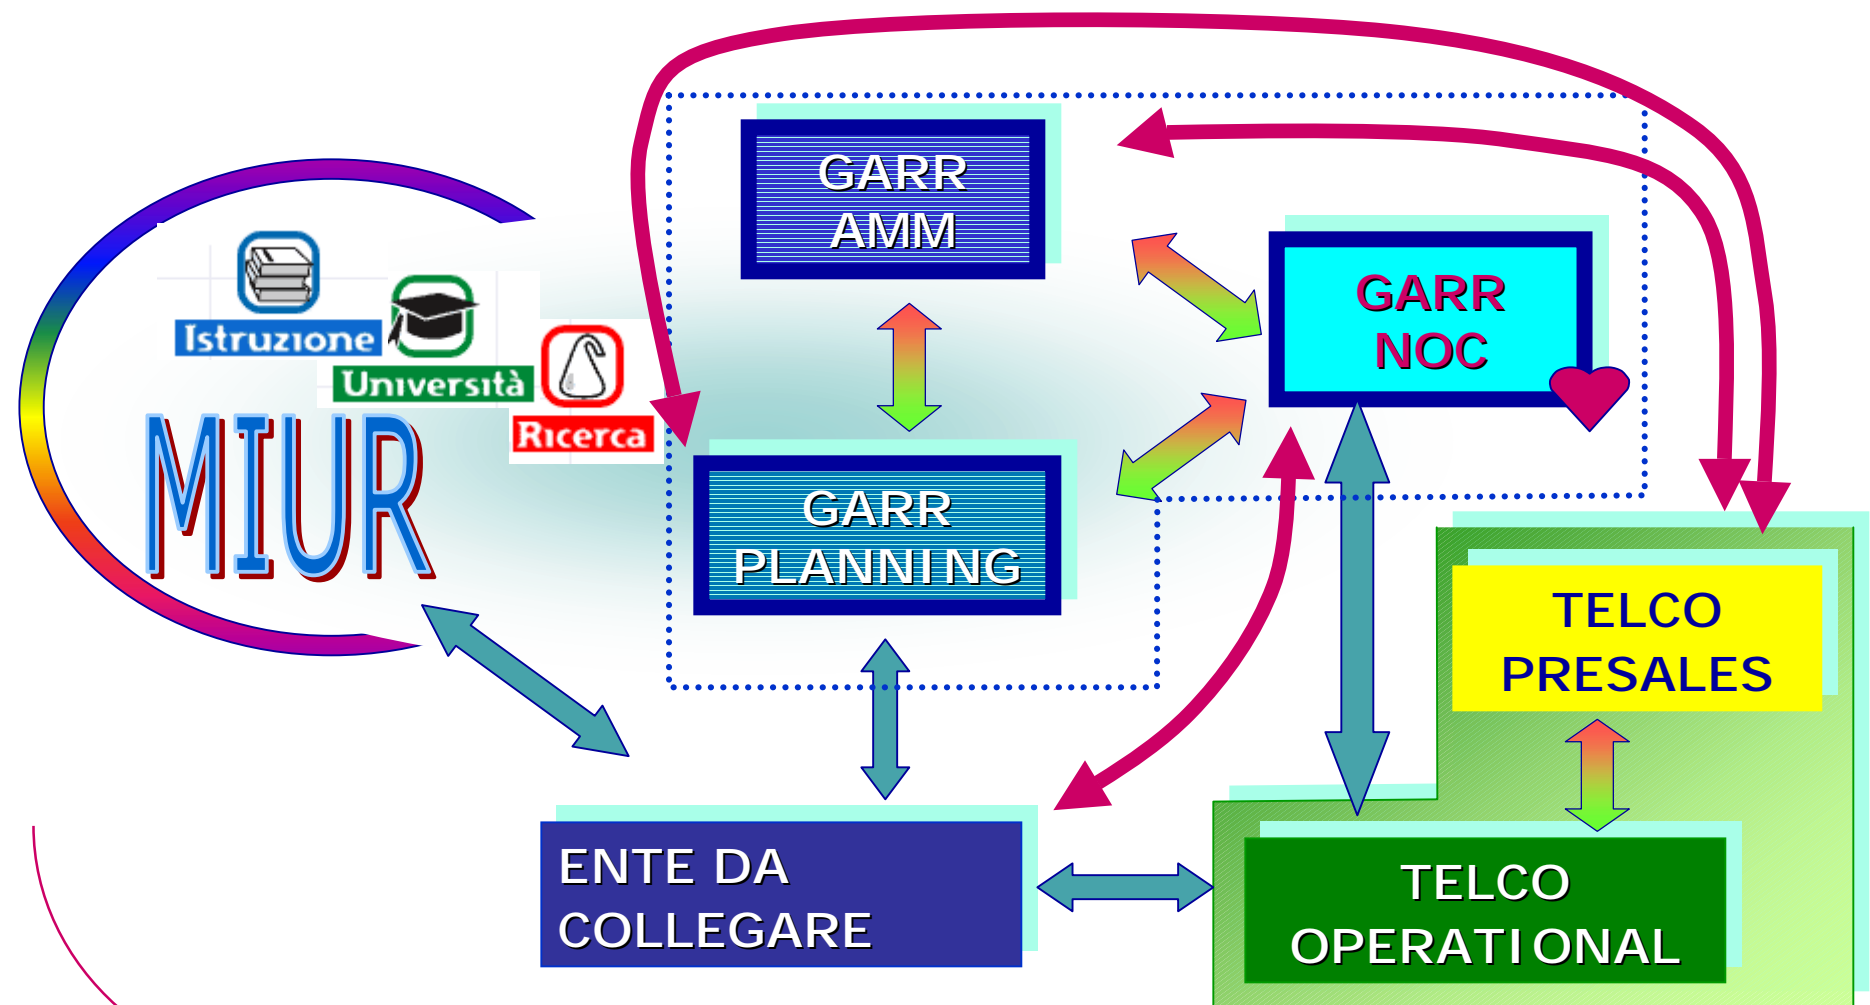 GARR
AMM
GARR
NOC
Istruzione
Università
Ricerca
MIUR
GARR
PLANNING
TELCO
PRESALES
ENTE DA
COLLEGARE
TELCO
OPERATIONAL